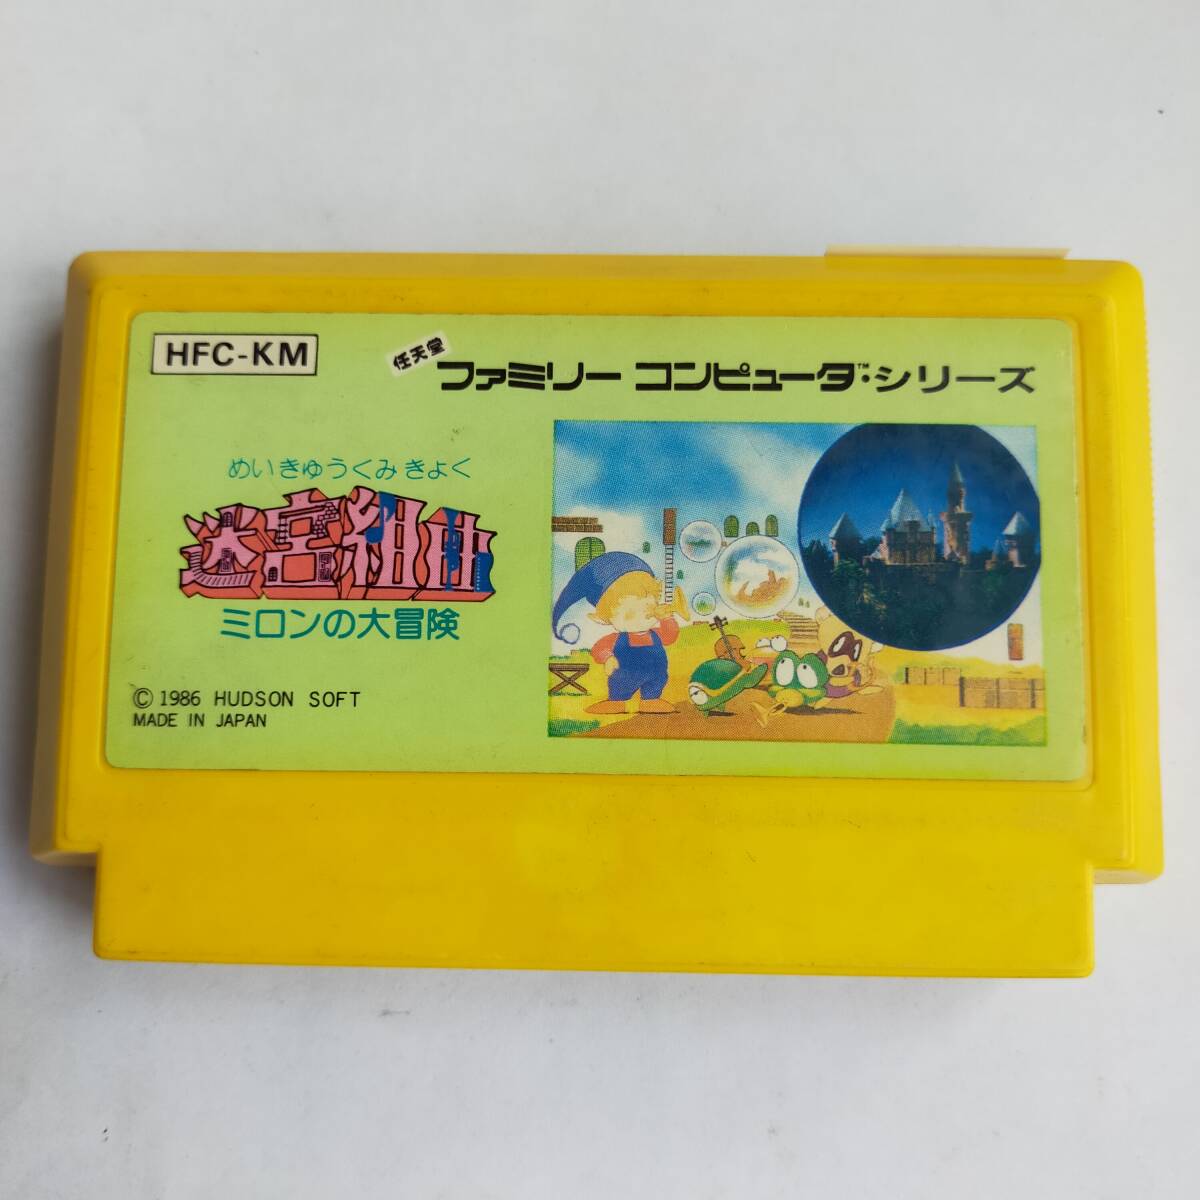 HFC-KM
任天堂
ファミリー コンピュータ™・シリーズ
めいきゅうくみきょく
迷宮組曲
ミロンの大冒険
© 1986 HUDSON SOFT
MADE IN JAPAN